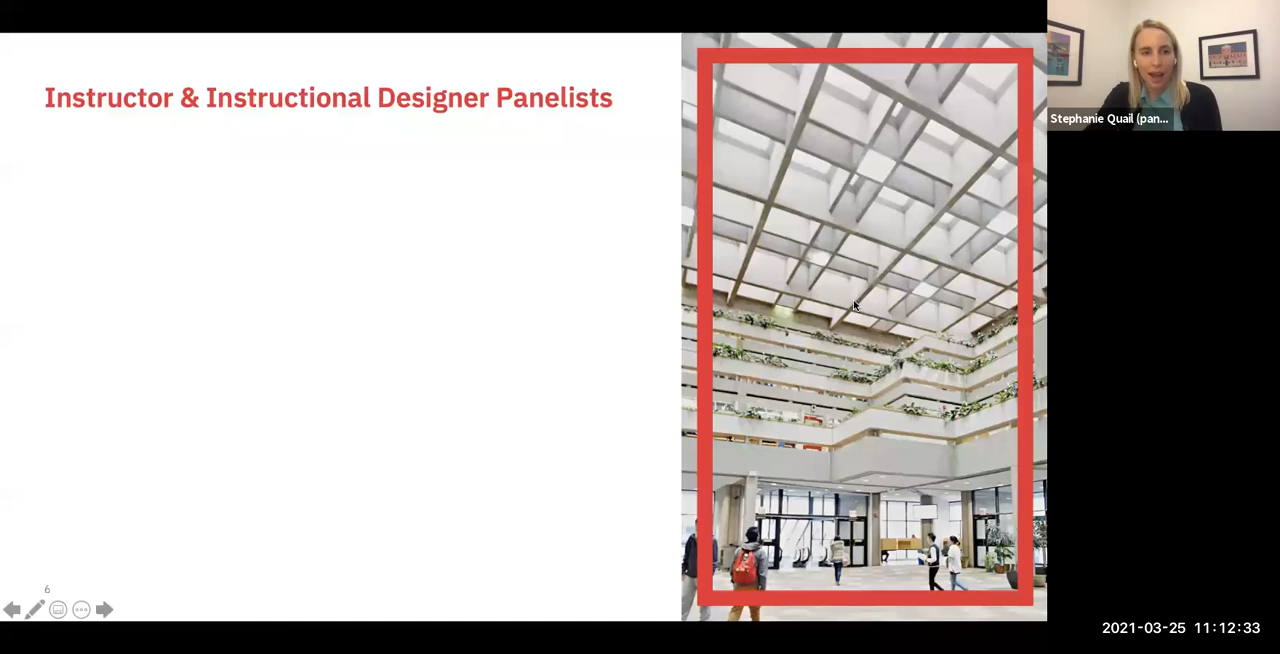 Instructor & Instructional Designer Panelists
Stephanie Quail (pan...
6
2021-03-25 11:12:33